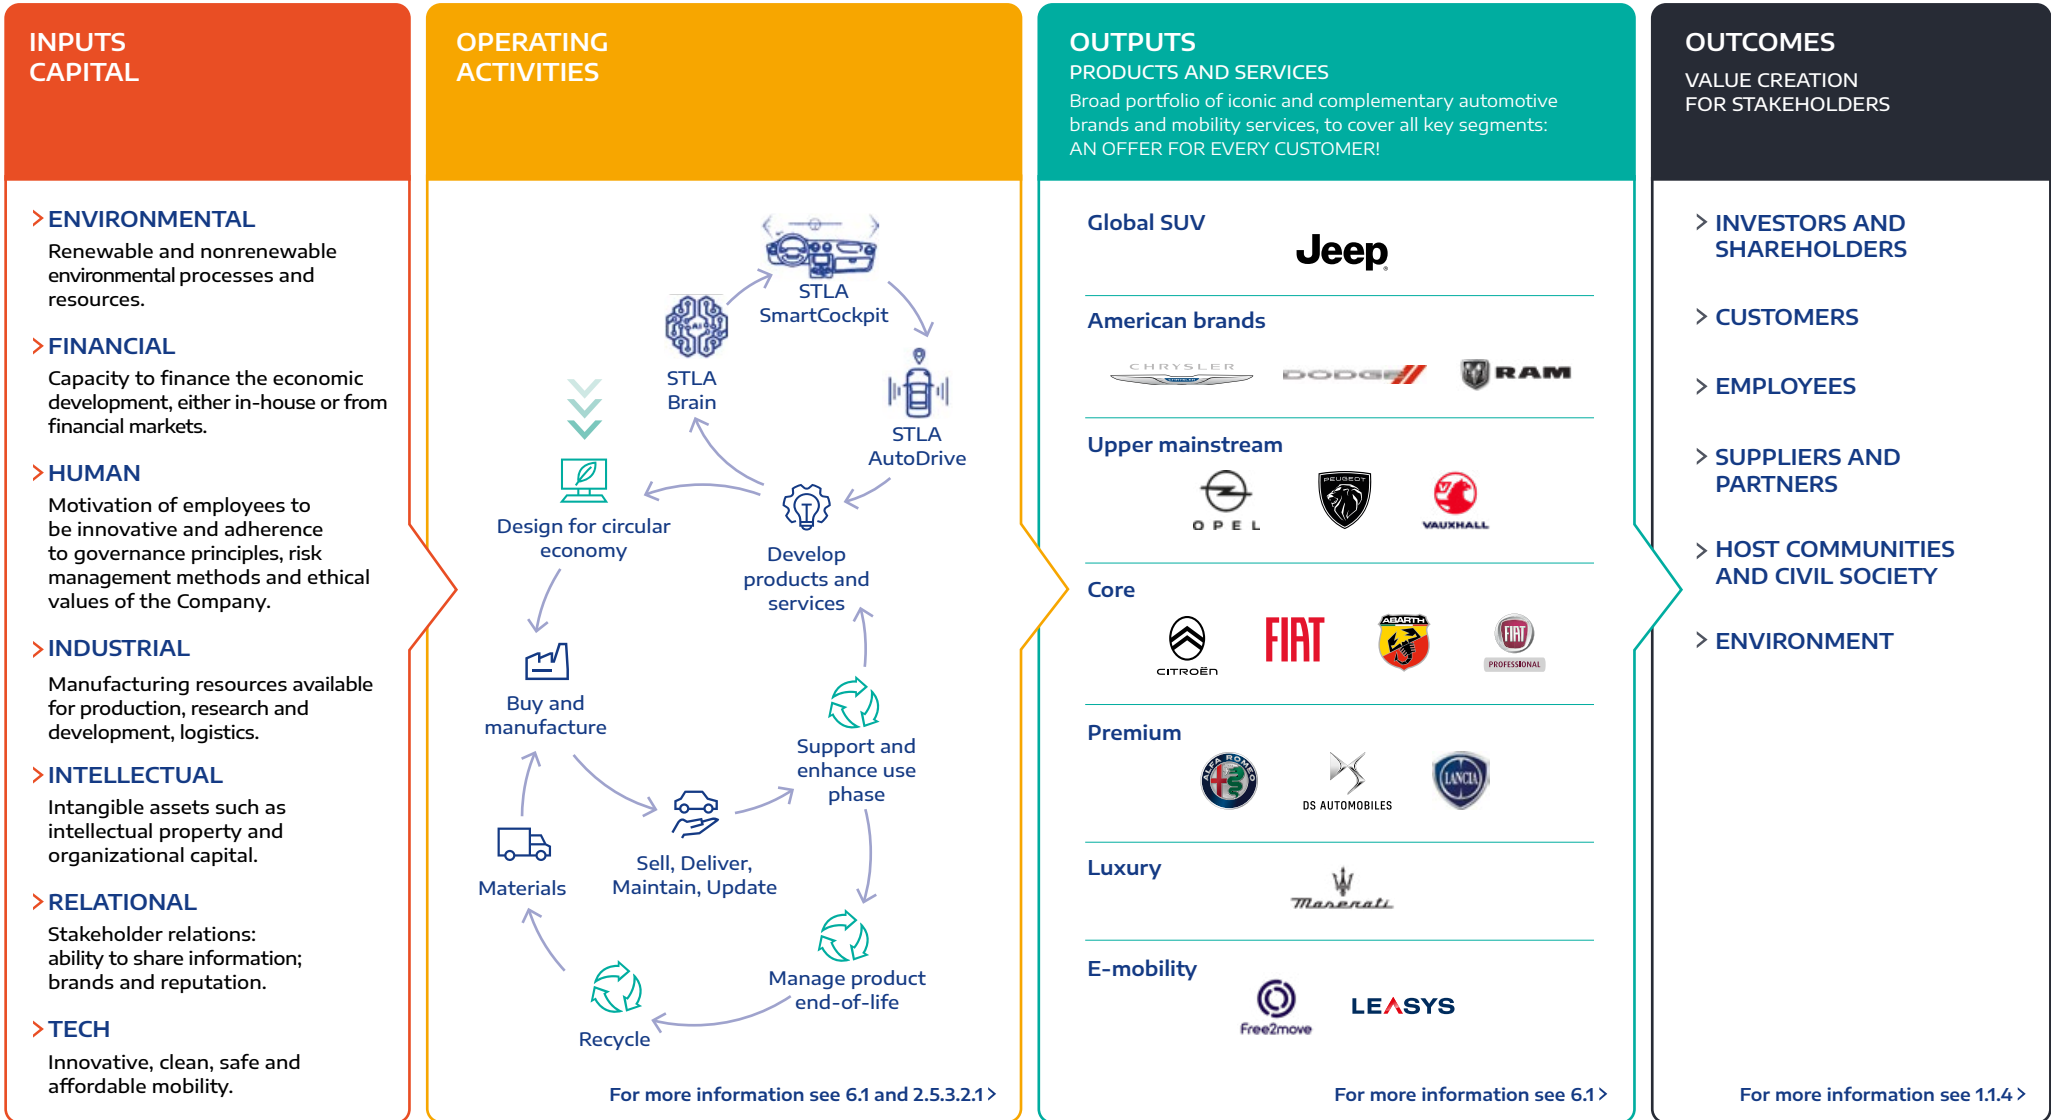 INPUTS
CAPITAL
> ENVIRONMENTAL
Renewable and nonrenewable
environmental processes and
resources.
> FINANCIAL
Capacity to finance the economic
development, either in-house or from
financial markets.
> HUMAN
Motivation of employees to
be innovative and adherence
to governance principles, risk
management methods and ethical
values of the Company.
> INDUSTRIAL
Manufacturing resources available
for production, research and
development, logistics.
> INTELLECTUAL
Intangible assets such as
intellectual property and
organizational capital.
> RELATIONAL
Stakeholder relations:
ability to share information;
brands and reputation.
> TECH
Innovative, clean, safe and
affordable mobility.
OPERATING
ACTIVITIES
STLA
SmartCockpit
AI
STLA
Brain
STLA
AutoDrive
Design for circular
economy
Develop
products and
services
Buy and
manufacture
Support and
enhance use
phase
Sell, Deliver,
Maintain, Update
Materials
Manage product
end-of-life
Recycle
For more information see 6.1 and 2.5.3.2.1 >
OUTPUTS
PRODUCTS AND SERVICES
Broad portfolio of iconic and complementary automotive
brands and mobility services, to cover all key segments:
AN OFFER FOR EVERY CUSTOMER!
Global SUV
Jeep
American brands
CHRYSLER
DODGE
RAM
Upper mainstream
OPEL
PEUGEOT
VAUXHALL
Core
CITROËN
FIAT
ABARTH
FIAT
PROFESSIONAL
Premium
ALFA ROMEO
DS AUTOMOBILES
LANCIA
Luxury
Maserati
E-mobility
Free2move
LEASYS
For more information see 6.1 >
OUTCOMES
VALUE CREATION
FOR STAKEHOLDERS
> INVESTORS AND
SHAREHOLDERS
> CUSTOMERS
> EMPLOYEES
> SUPPLIERS AND
PARTNERS
> HOST COMMUNITIES
AND CIVIL SOCIETY
> ENVIRONMENT
For more information see 1.1.4 >